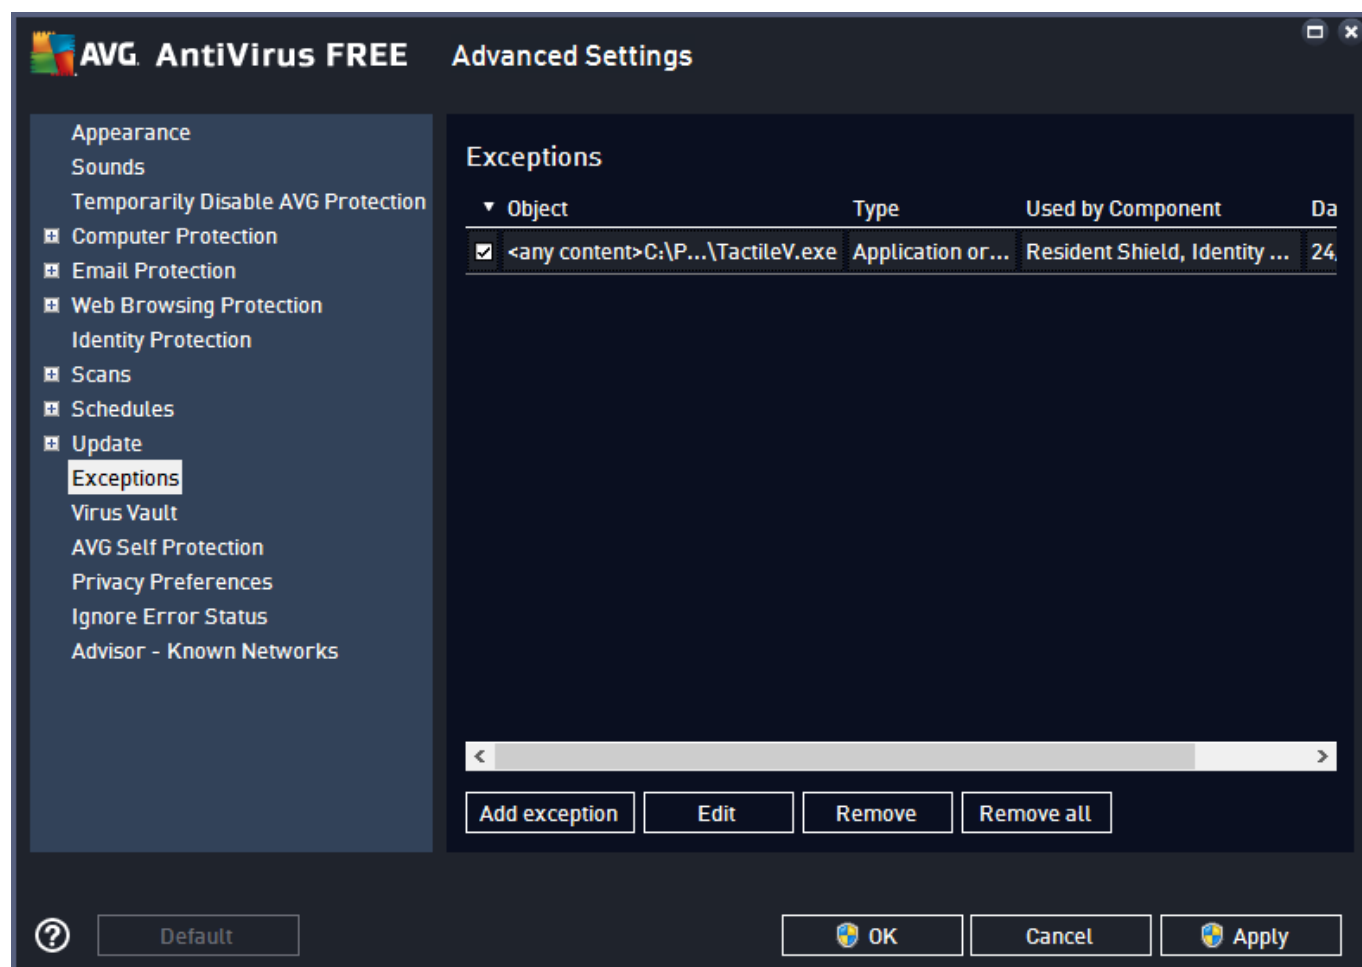 AVG AntiVirus FREE Advanced Settings
Appearance
Sounds
Temporarily Disable AVG Protection
Computer Protection
Email Protection
Web Browsing Protection
Identity Protection
Scans
Schedules
Update
Exceptions
Virus Vault
AVG Self Protection
Privacy Preferences
Ignore Error Status
Advisor - Known Networks
Exceptions
Object Type Used by Component Da
<any content>C:\P...\TactileV.exe Application or... Resident Shield, Identity ... 24
Add exception Edit Remove Remove all
? Default OK Cancel Apply